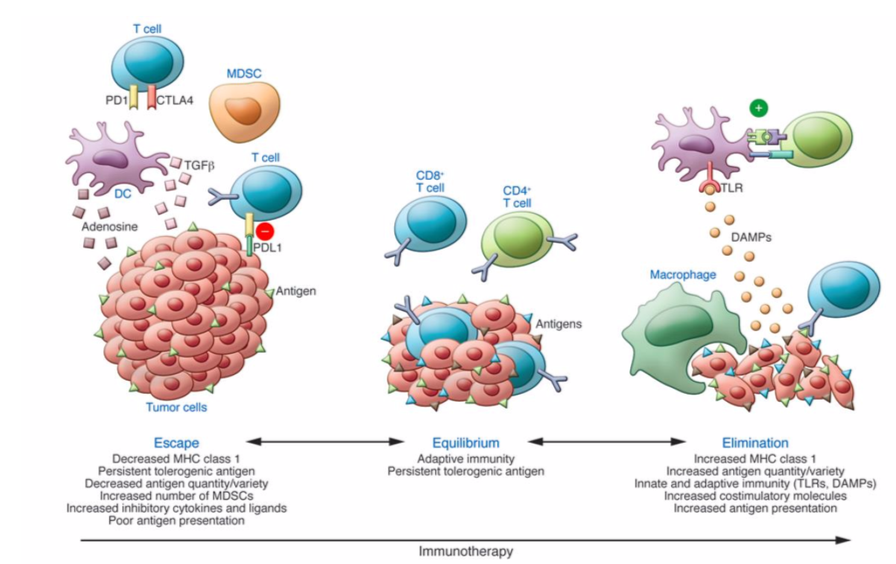 T cell
PD1
CTLA4
MDSC
DC
TGFβ
T cell
Adenosine
PDL1
Antigen
Tumor cells
CD8+
T cell
CD4+
T cell
Antigens
+
−
TLR
DAMPs
Macrophage
Escape
Decreased MHC class 1
Persistent tolerogenic antigen
Decreased antigen quantity/variety
Increased number of MDSCs
Increased inhibitory cytokines and ligands
Poor antigen presentation
Equilibrium
Adaptive immunity
Persistent tolerogenic antigen
Elimination
Increased MHC class 1
Increased antigen quantity/variety
Innate and adaptive immunity (TLRs, DAMPs)
Increased costimulatory molecules
Increased antigen presentation
Immunotherapy